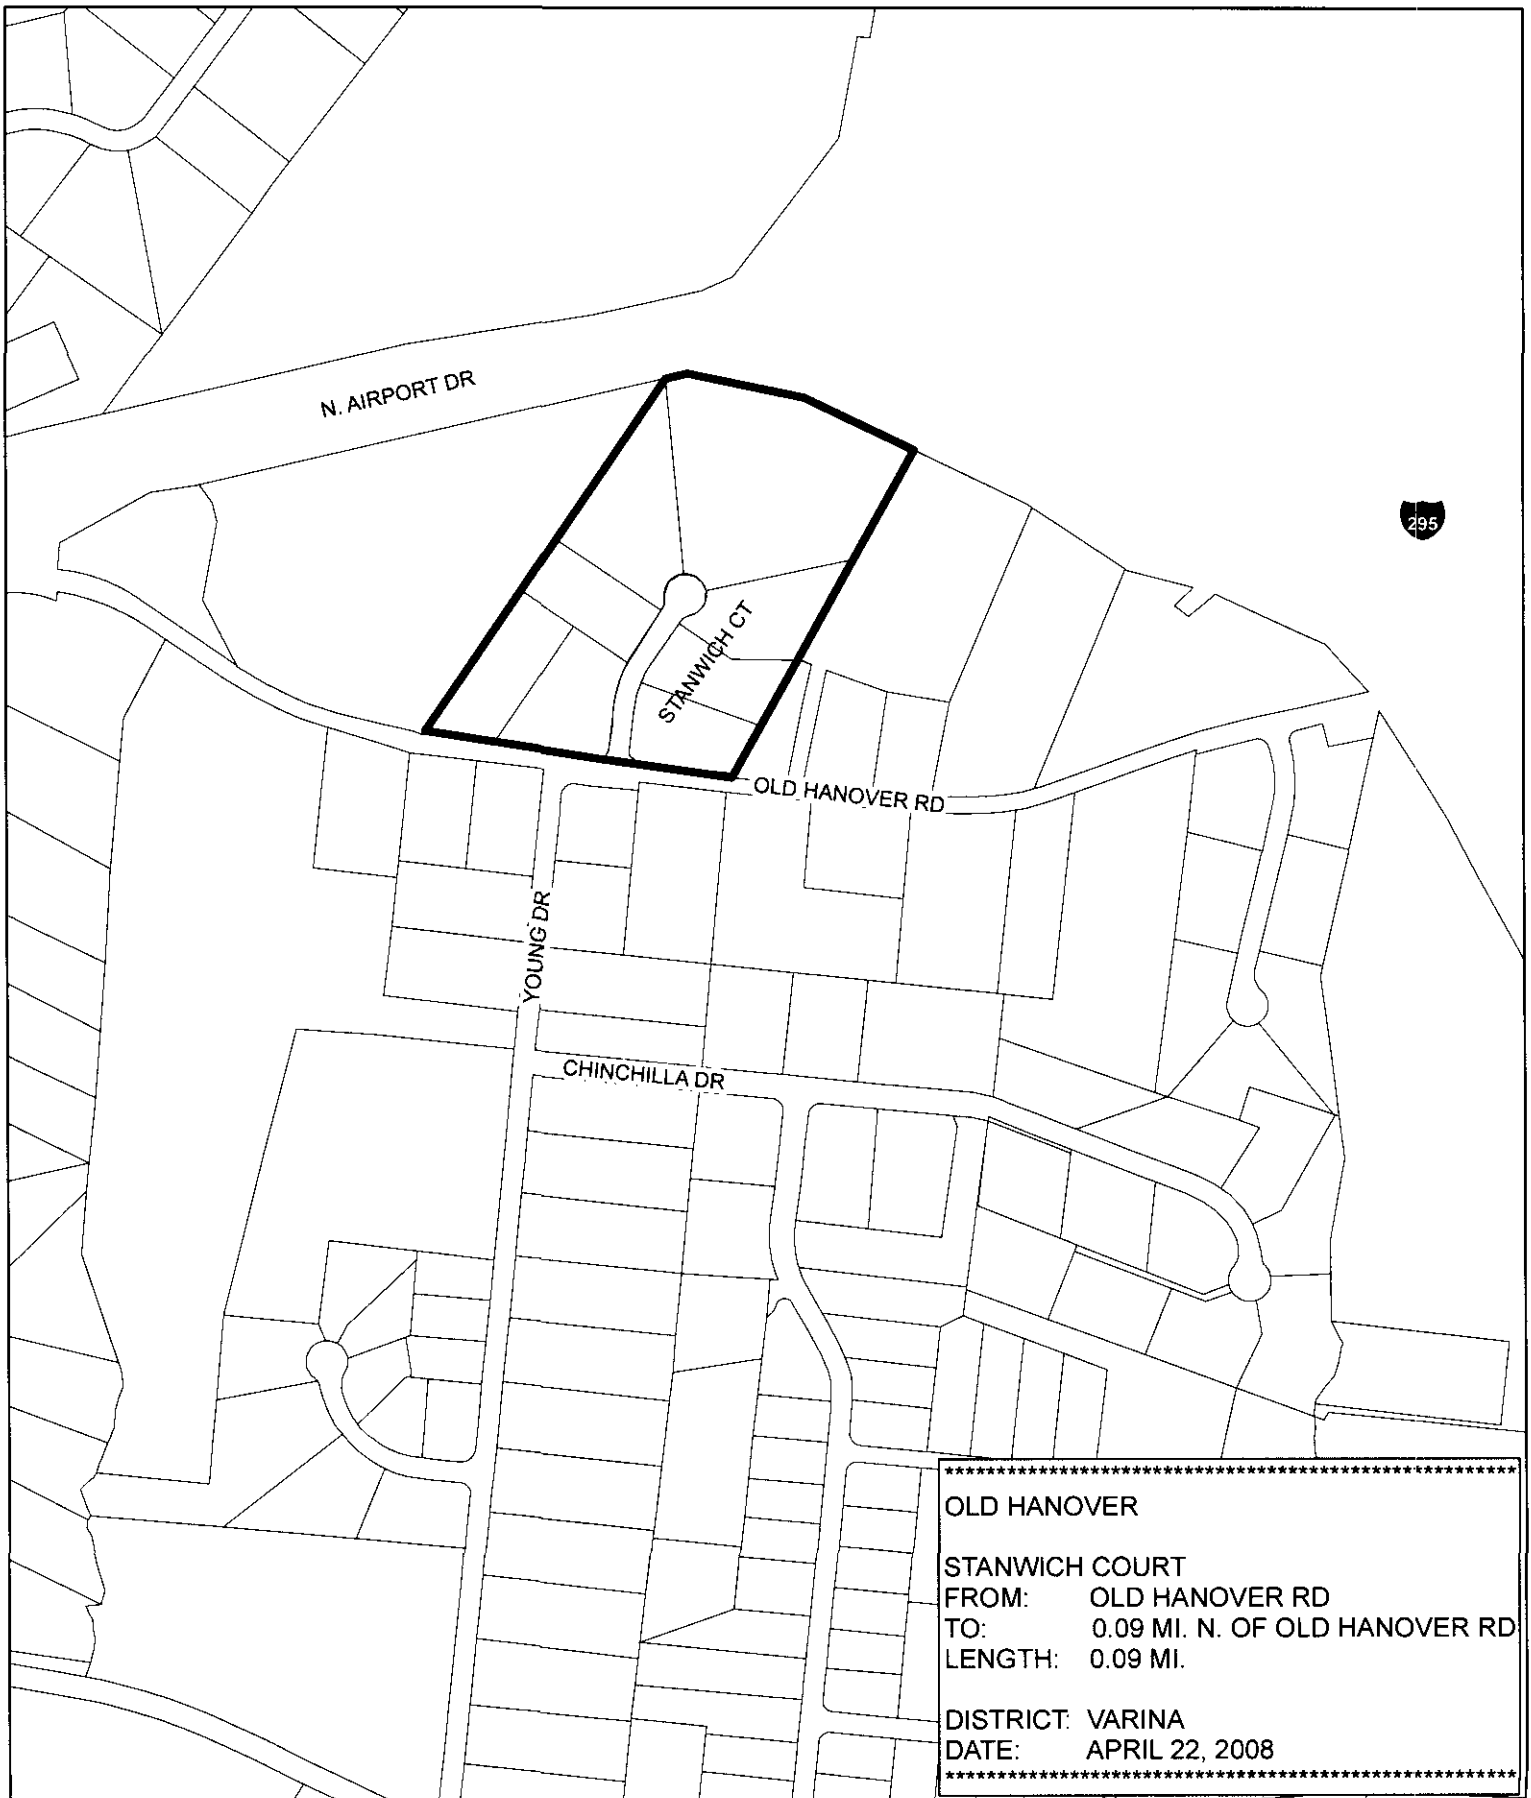 N. AIRPORT DR
295
STANWICH CT
OLD HANOVER RD
YOUNG DR
CHINCHILLA DR
*********************************************************
OLD HANOVER
STANWICH COURT
FROM: OLD HANOVER RD
TO: 0.09 MI. N. OF OLD HANOVER RD
LENGTH: 0.09 MI.
DISTRICT: VARINA
DATE: APRIL 22, 2008
*********************************************************